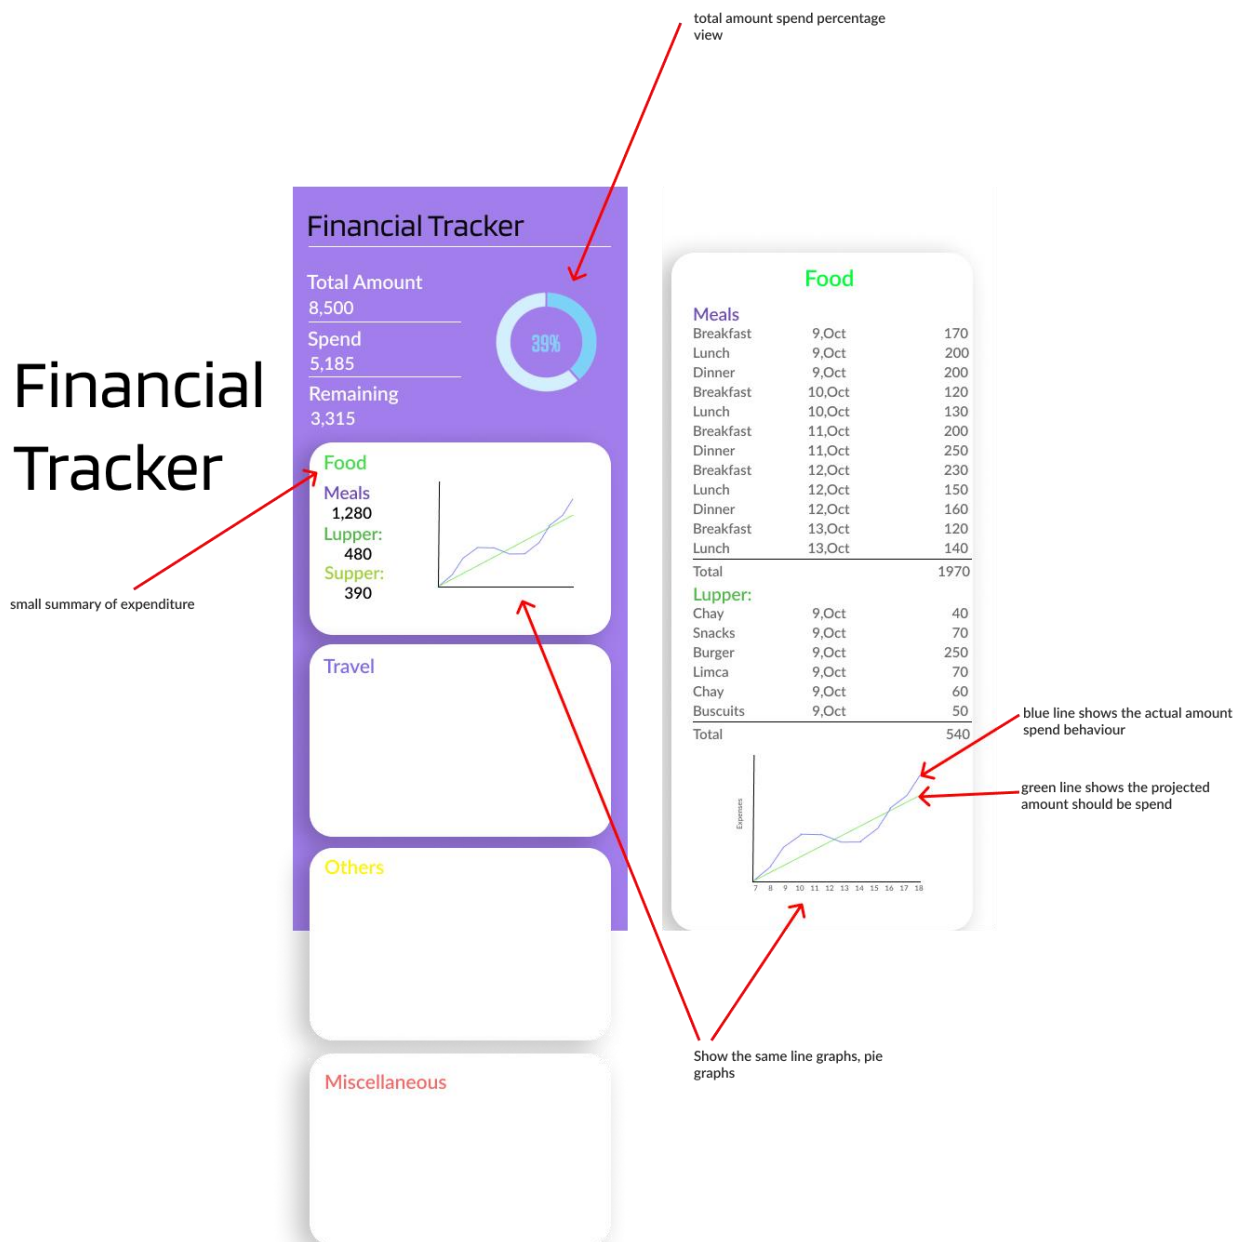 total amount spend percentage
view
Financial
Tracker
Financial Tracker
Total Amount
8,500
Spend
5,185
Remaining
3,315
39%
Food
Meals
1,280
Lupper:
480
Supper:
390
small summary of expenditure
Travel
Others
Miscellaneous
Food
Meals
Breakfast 9,Oct 170
Lunch 9,Oct 200
Dinner 9,Oct 200
Breakfast 10,Oct 120
Lunch 10,Oct 130
Breakfast 11,Oct 200
Dinner 11,Oct 250
Breakfast 12,Oct 230
Lunch 12,Oct 150
Dinner 12,Oct 160
Breakfast 13,Oct 120
Lunch 13,Oct 140
Total 1970
Lupper:
Chay 9,Oct 40
Snacks 9,Oct 70
Burger 9,Oct 250
Limca 9,Oct 70
Chay 9,Oct 60
Buscuits 9,Oct 50
Total 540
Expenses
7 8 9 10 11 12 13 14 15 16 17 18
blue line shows the actual amount
spend behaviour
green line shows the projected
amount should be spend
Show the same line graphs, pie
graphs